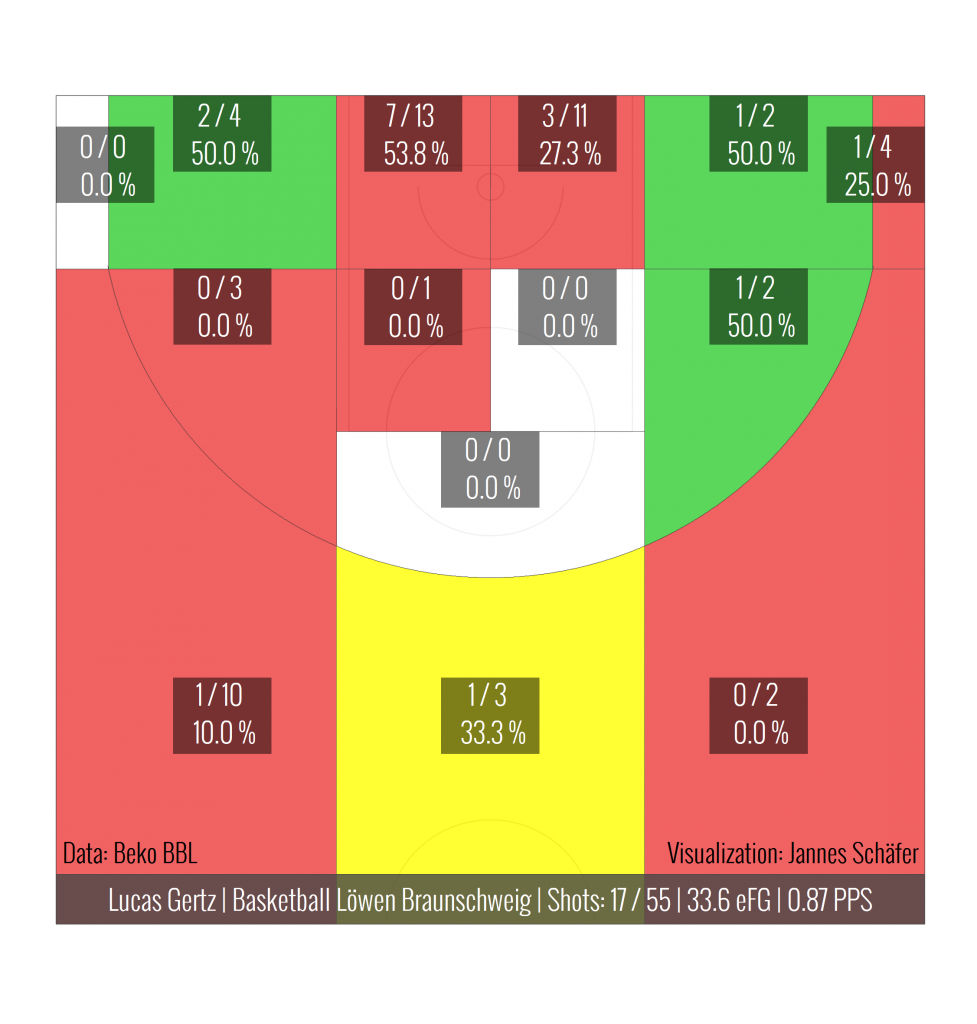 2 / 4
50.0 %
7 / 13
53.8 %
3 / 11
27.3 %
1 / 2
50.0 %
0 / 0
0.0 %
1 / 4
25.0 %
0 / 3
0.0 %
0 / 1
0.0 %
0 / 0
0.0 %
1 / 2
50.0 %
0 / 0
0.0 %
1 / 10
10.0 %
1 / 3
33.3 %
0 / 2
0.0 %
Data: Beko BBL
Visualization: Jannes Schäfer
Lucas Gertz | Basketball Löwen Braunschweig | Shots: 17 / 55 | 33.6 eFG | 0.87 PPS